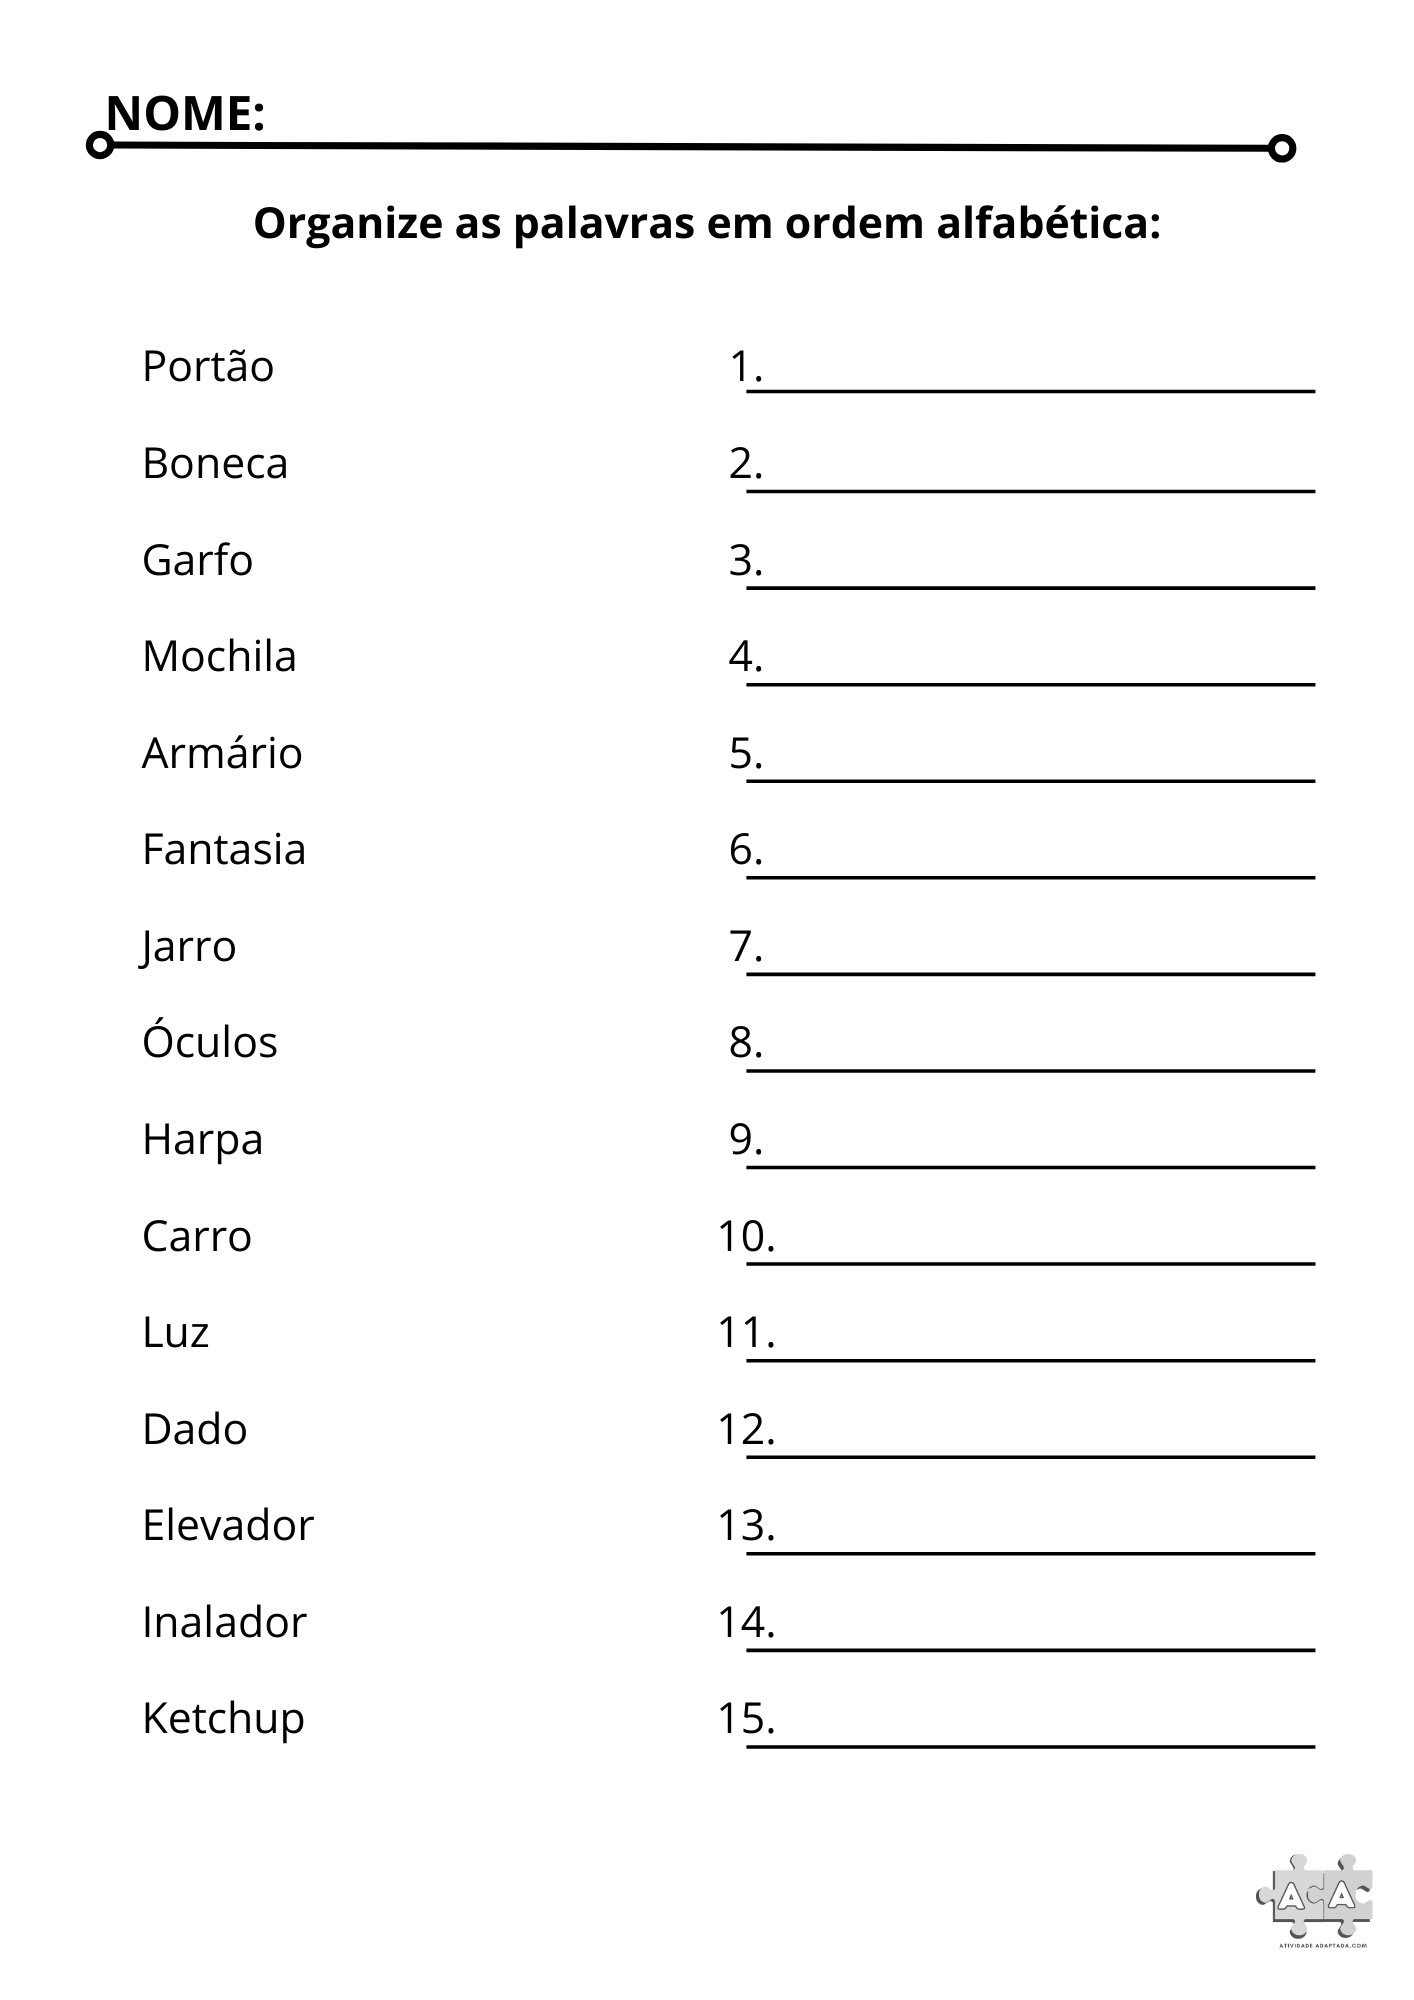 NOME:
Organize as palavras em ordem alfabética:
Portão 1.
Boneca 2.
Garfo 3.
Mochila 4.
Armário 5.
Fantasia 6.
Jarro 7.
Óculos 8.
Harpa 9.
Carro 10.
Luz 11.
Dado 12.
Elevador 13.
Inalador 14.
Ketchup 15.
A A
ATIVIDADE ADAPTADA.COM